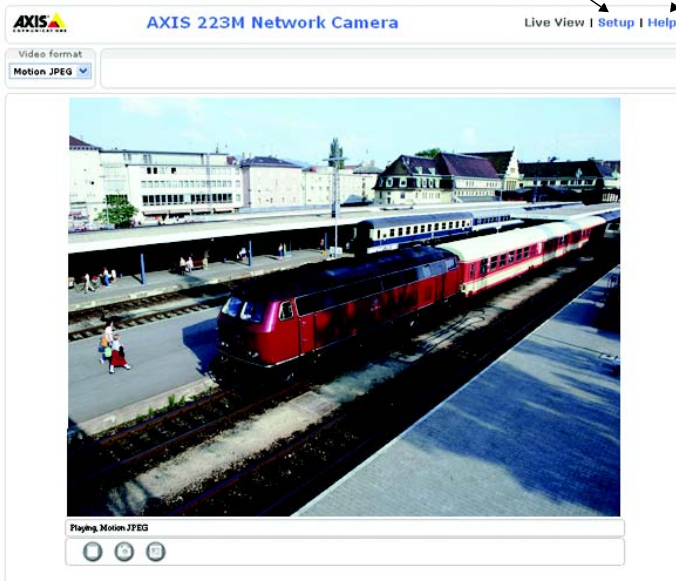 AXIS
COMMUNICATIONS
AXIS 223M Network Camera
Live View | Setup | Help
Video format
Motion JPEG
Playing, Motion JPEG